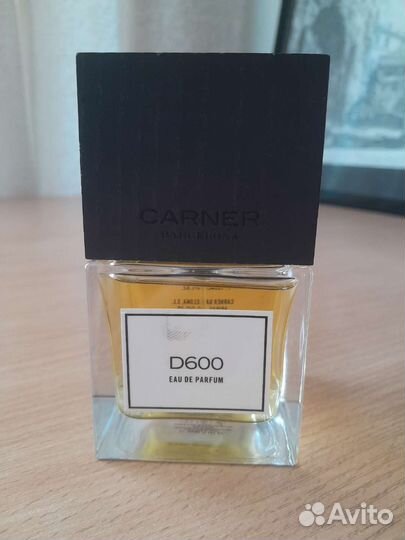 CARNER
BARCELONA
D600
EAU DE PARFUM
Avito